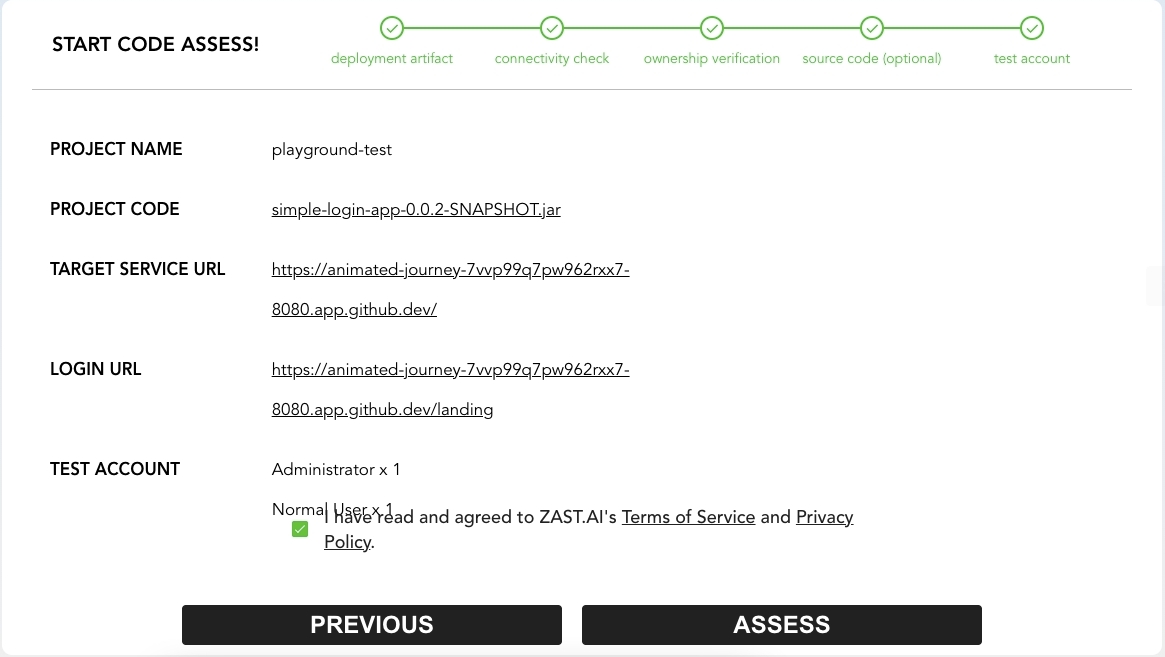 START CODE ASSESS!
deployment artifact
connectivity check
ownership verification
source code (optional)
test account
PROJECT NAME
playground-test
PROJECT CODE
simple-login-app-0.0.2-SNAPSHOT.jar
TARGET SERVICE URL
https://animated-journey-7vvp99q7pw962rxx7-
8080.app.github.dev/
LOGIN URL
https://animated-journey-7vvp99q7pw962rxx7-
8080.app.github.dev/landing
TEST ACCOUNT
Administrator x 1
Normal User x 1
I have read and agreed to ZAST.AI's Terms of Service and Privacy
Policy.
PREVIOUS
ASSESS